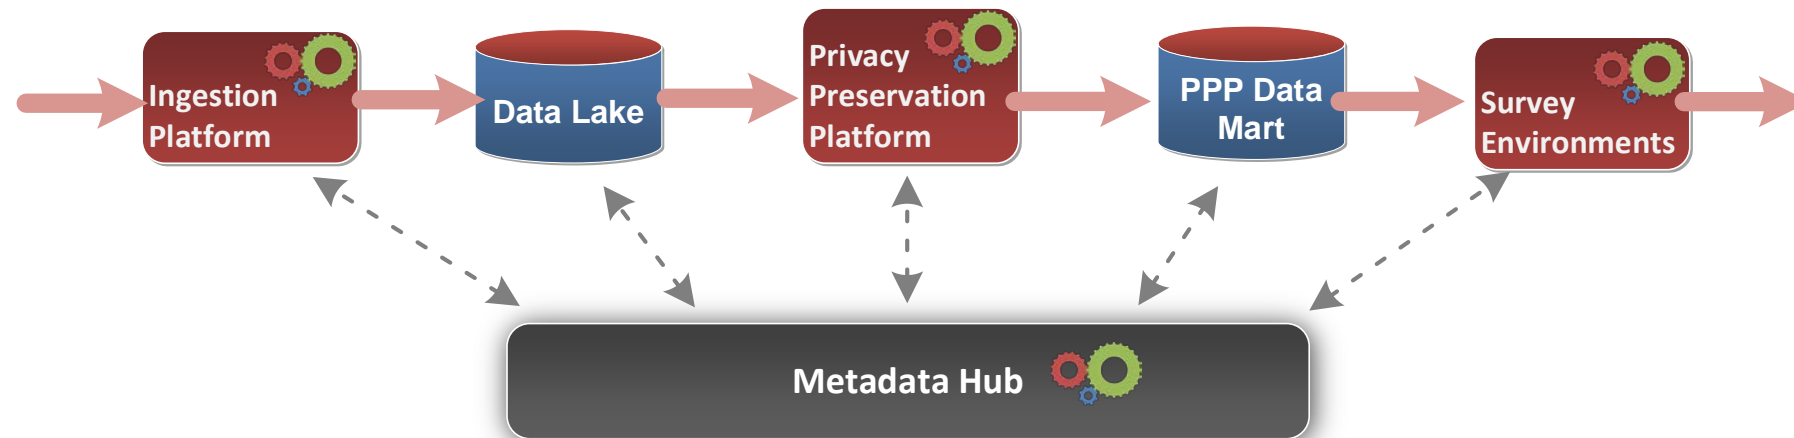 Ingestion
Platform
Data Lake
Privacy
Preservation
Platform
PPP Data
Mart
Survey
Environments
Metadata Hub